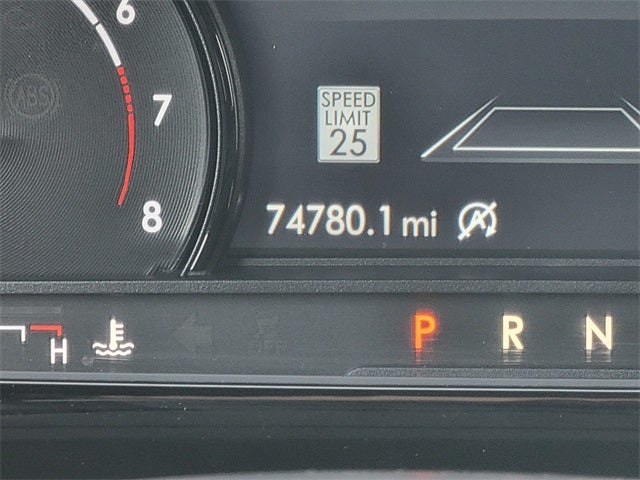 6
7
8
ABS
SPEED
LIMIT
25
74780.1 mi
A
H
P R N